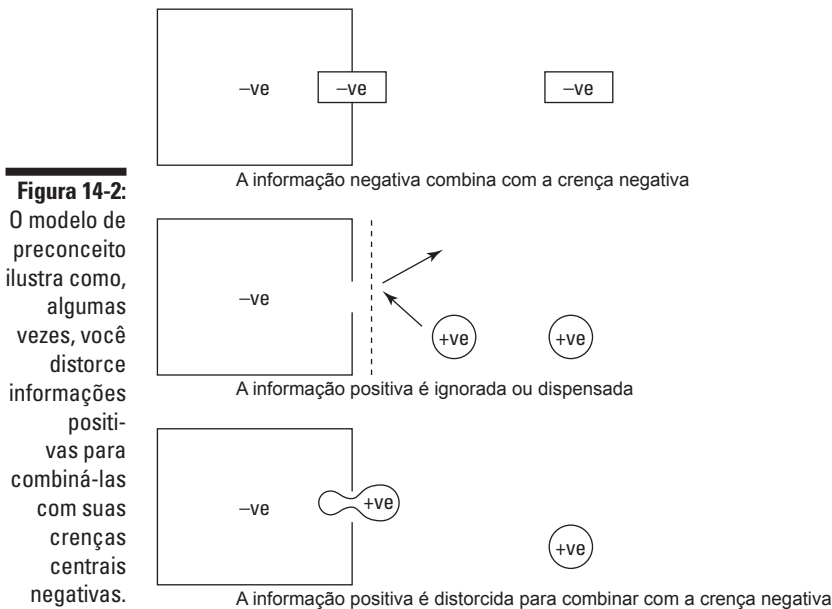 –ve
–ve
–ve
A informação negativa combina com a crença negativa
Figura 14-2:
O modelo de
preconceito
ilustra como,
algumas
vezes, você
distorce
informações
positi-
vas para
combiná-las
com suas
crenças
centrais
negativas.
–ve
+ve
+ve
A informação positiva é ignorada ou dispensada
–ve
+ve
+ve
A informação positiva é distorcida para combinar com a crença negativa